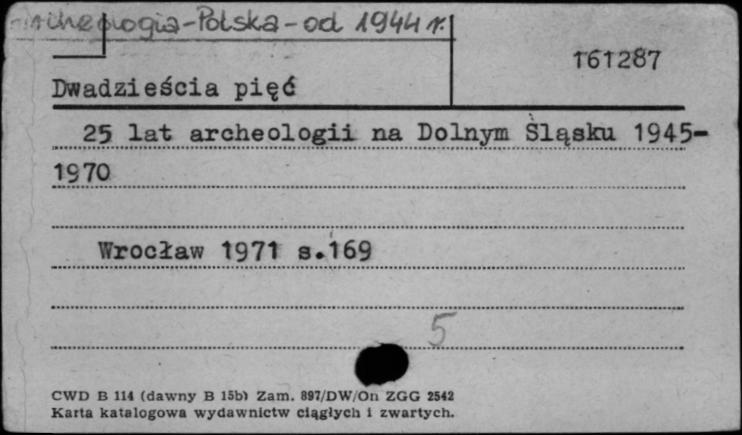 Archeologia-Polska-od 1944 r.
161287
Dwadzieścia pięć
25 lat archeologii na Dolnym Śląsku 1945-
1970
Wrocław 1971 s.169
5
CWD B 114 (dawny B 15b) Zam. 897/DW/On ZGG 2542
Karta katalogowa wydawnictw ciągłych i zwartych.